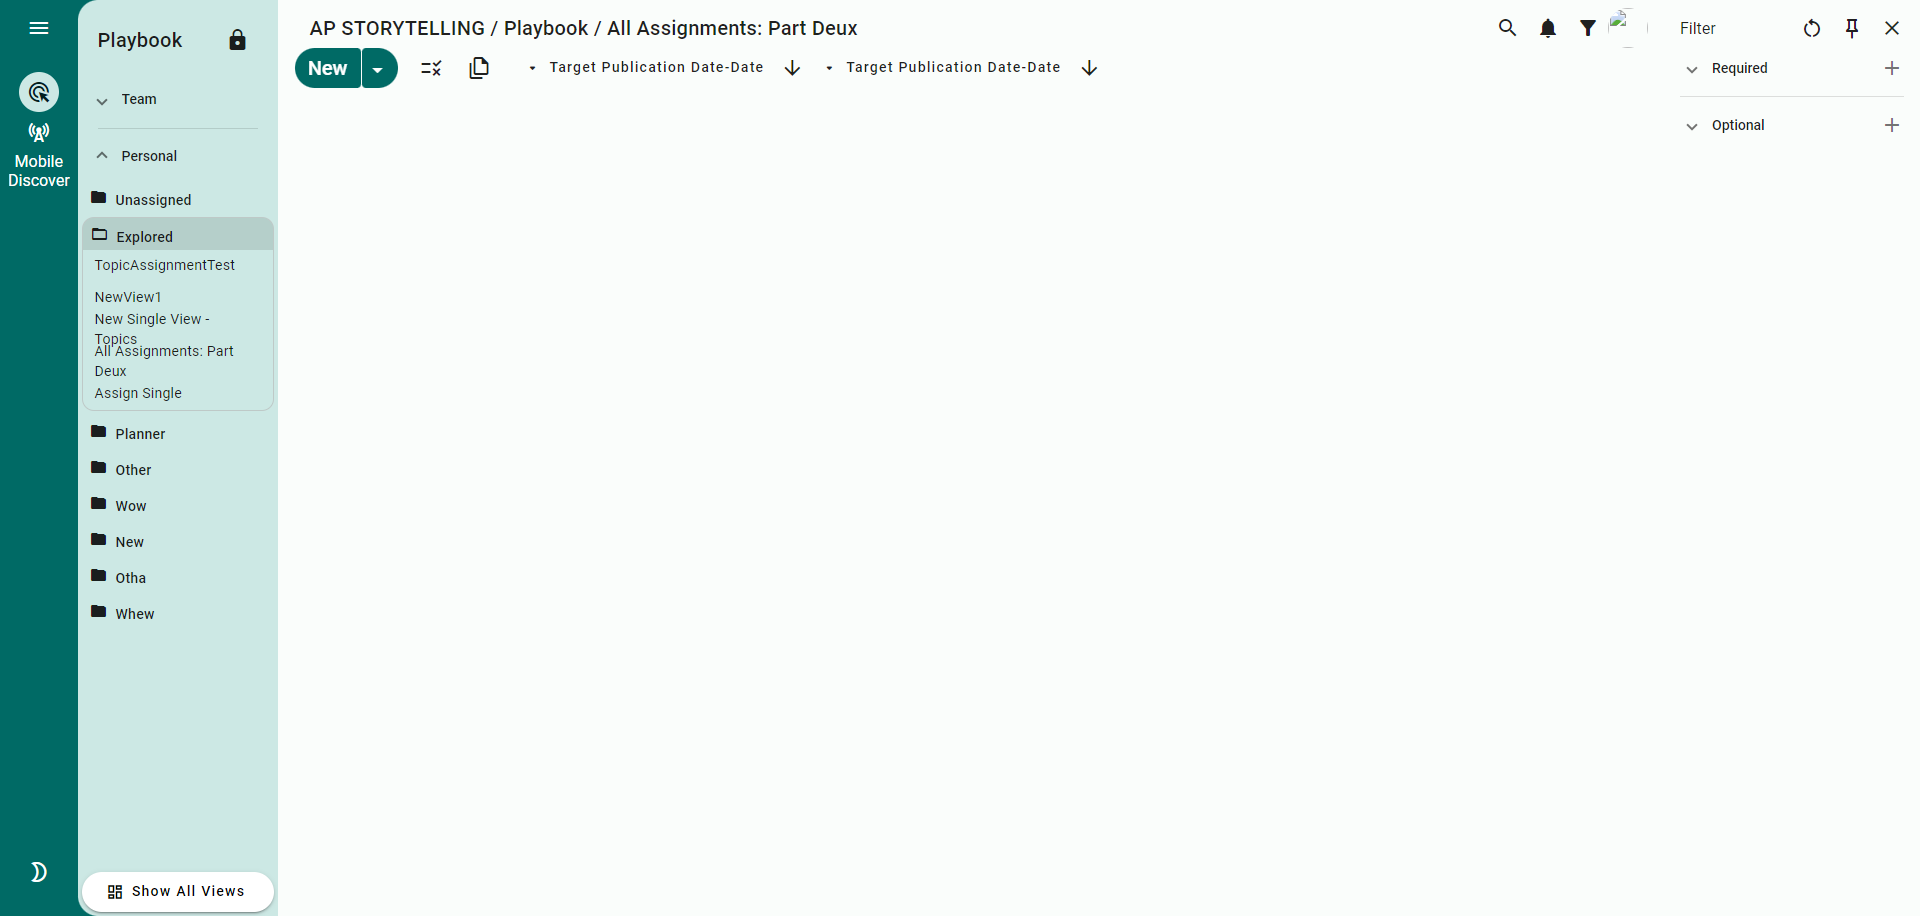 Playbook
AP STORYTELLING / Playbook / All Assignments: Part Deux
Filter
New
Target Publication Date-Date
Target Publication Date-Date
Required
Optional
Mobile
Discover
Team
Personal
Unassigned
Explored
TopicAssignmentTest
NewView1
New Single View -
Topics
All Assignments: Part
Deux
Assign Single
Planner
Other
Wow
New
Otha
Whew
Show All Views